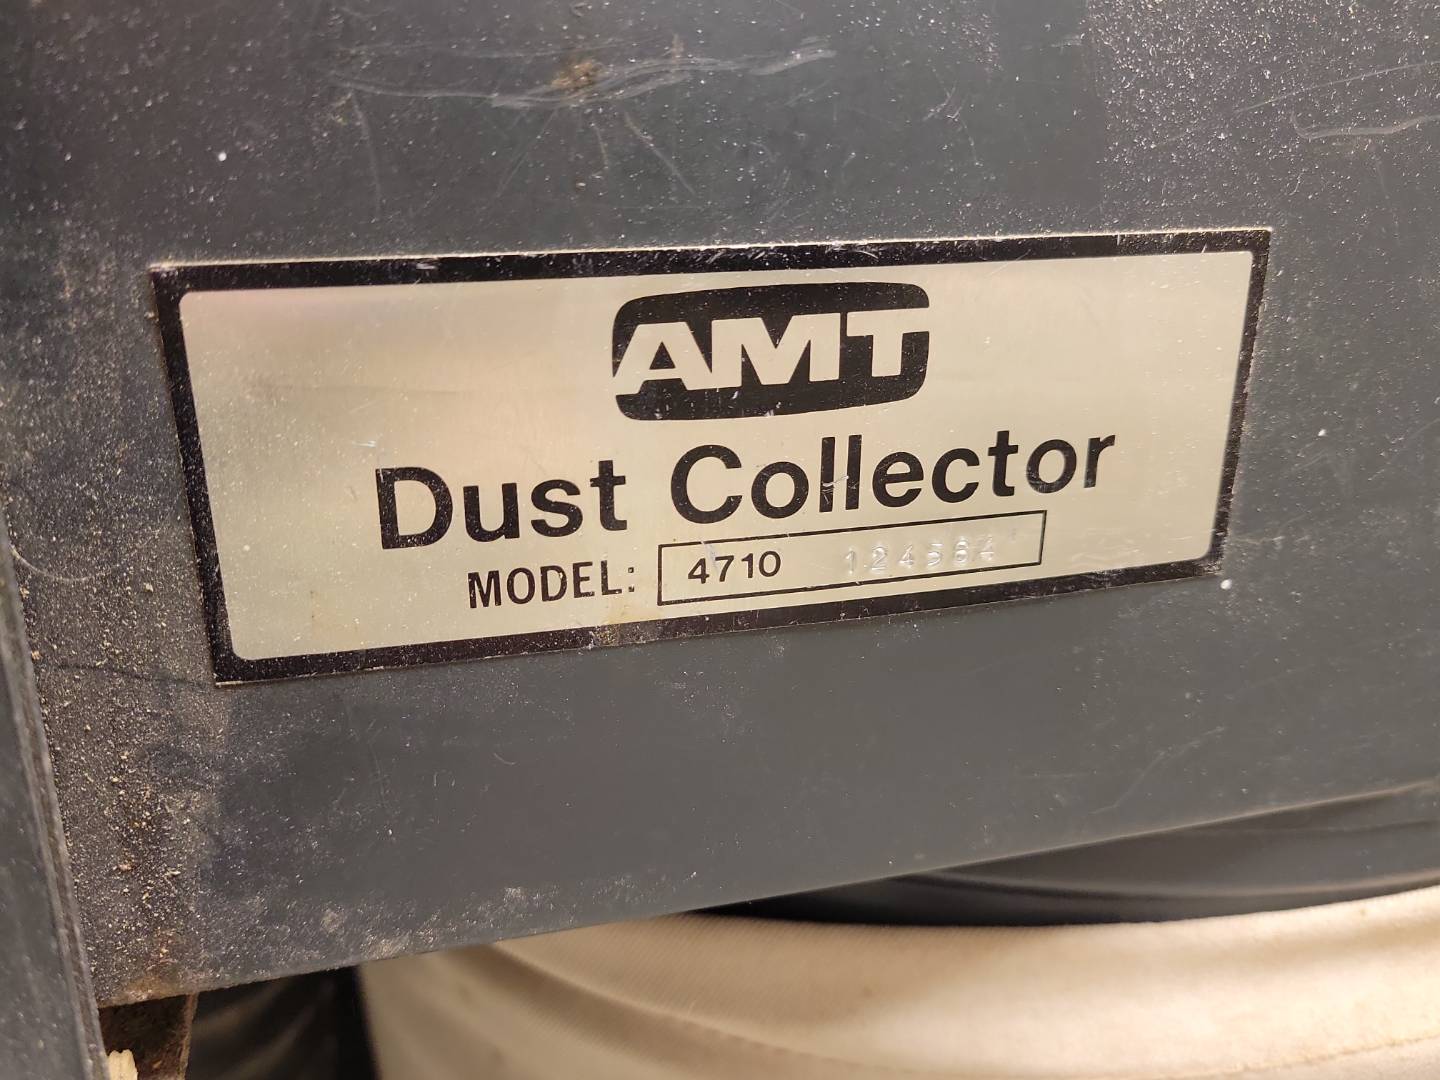 AMT
Dust Collector
MODEL: 4710